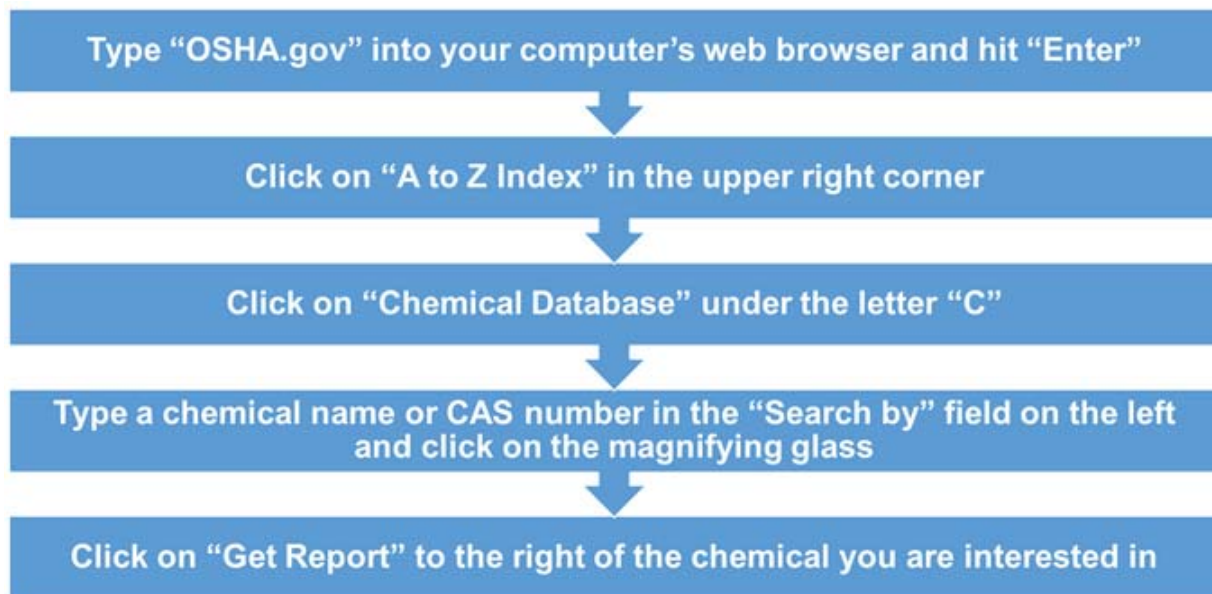 Type “OSHA.gov” into your computer’s web browser and hit “Enter”
Click on “A to Z Index” in the upper right corner
Click on “Chemical Database” under the letter “C”
Type a chemical name or CAS number in the “Search by” field on the left
and click on the magnifying glass
Click on “Get Report” to the right of the chemical you are interested in